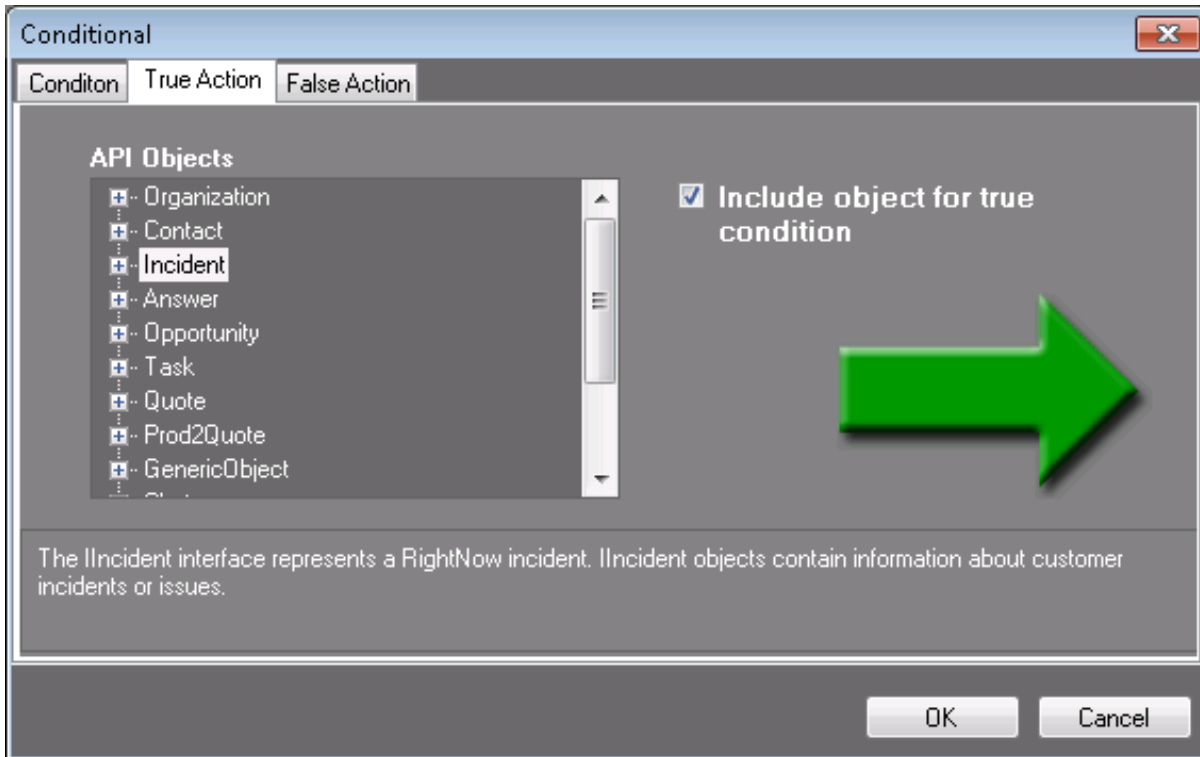 Conditional
Conditon
True Action
False Action
API Objects
Organization
Contact
Incident
Answer
Opportunity
Task
Quote
Prod2Quote
GenericObject
Include object for true
condition
The IIncident interface represents a RightNow incident. IIncident objects contain information about customer
incidents or issues.
OK
Cancel